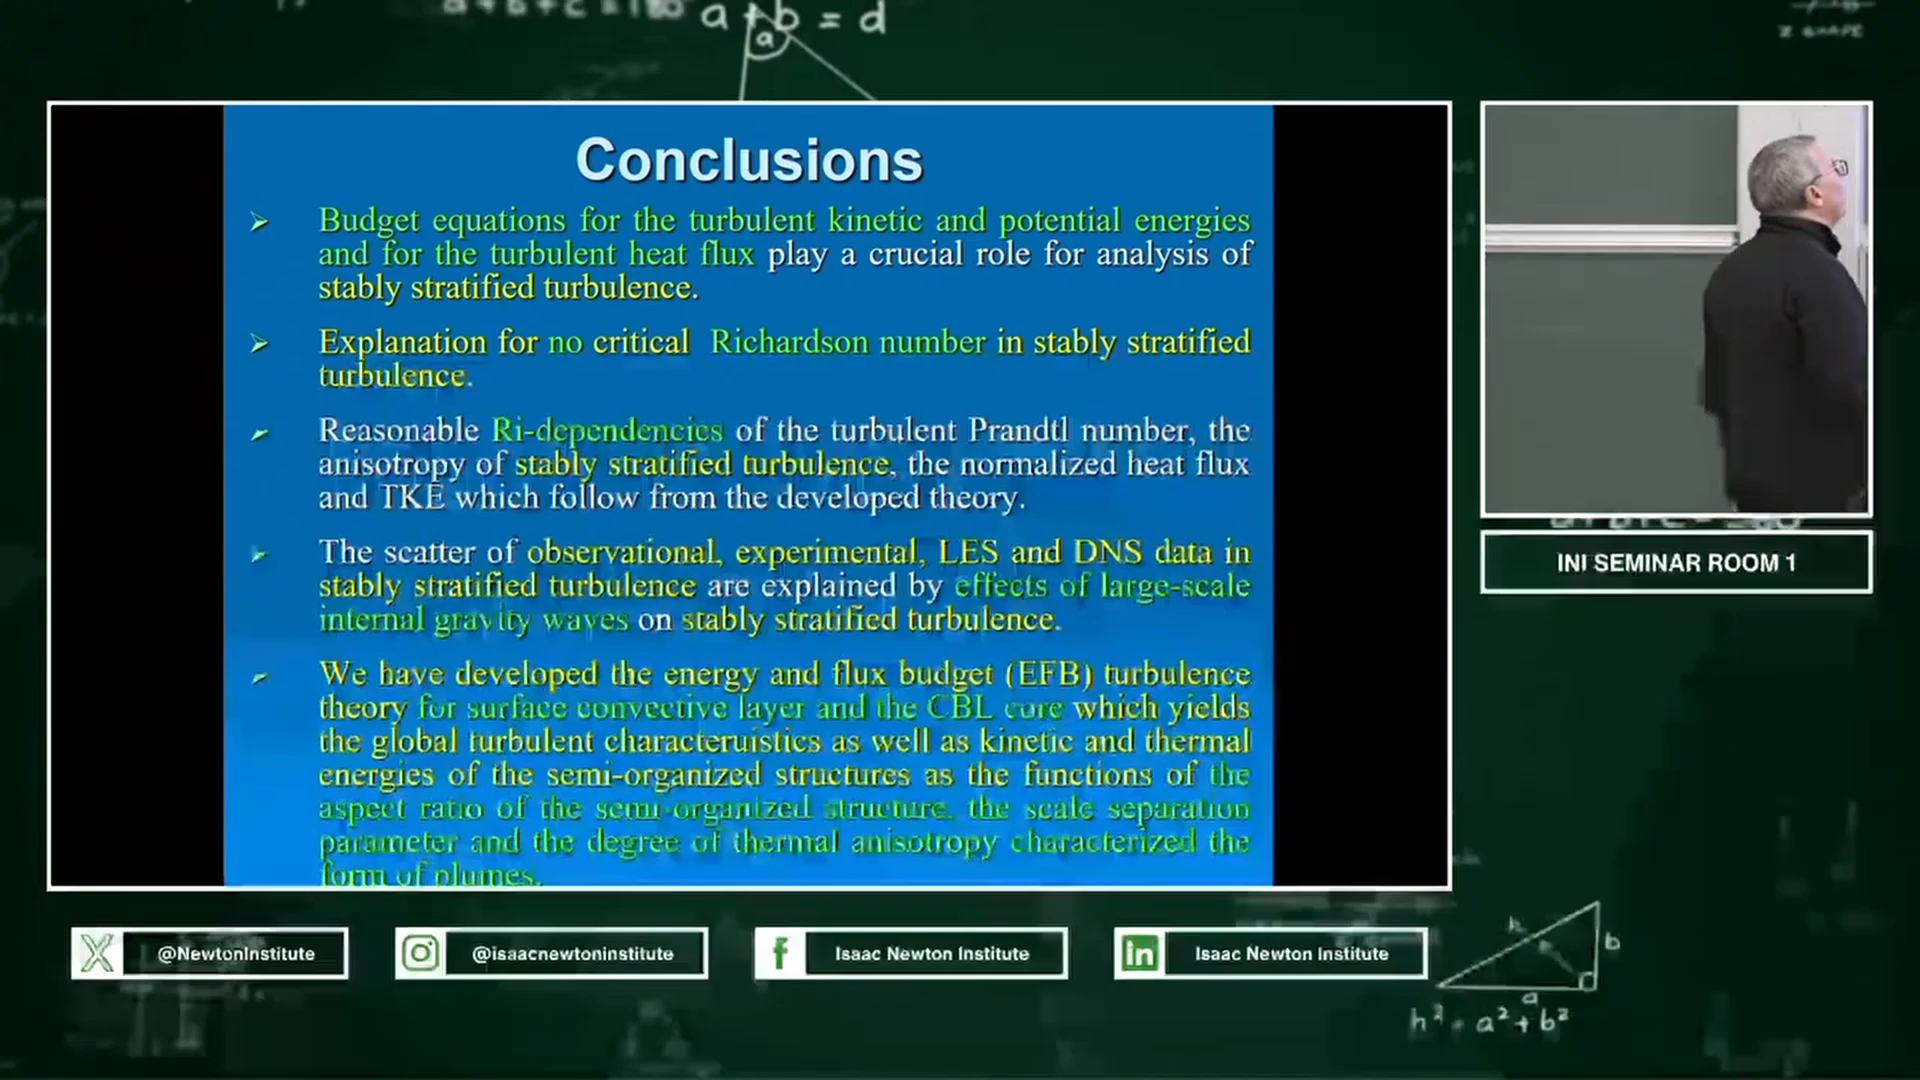 a + b + c = 180
a + b = d
a
Z SHAPE
Conclusions
Budget equations for the turbulent kinetic and potential energies
and for the turbulent heat flux play a crucial role for analysis of
stably stratified turbulence.
Explanation for no critical Richardson number in stably stratified
turbulence.
Reasonable Ri-dependencies of the turbulent Prandtl number, the
anisotropy of stably stratified turbulence, the normalized heat flux
and TKE which follow from the developed theory.
The scatter of observational, experimental, LES and DNS data in
stably stratified turbulence are explained by effects of large-scale
internal gravity waves on stably stratified turbulence.
We have developed the energy and flux budget (EFB) turbulence
theory for surface convective layer and the CBL core which yields
the global turbulent characteruistics as well as kinetic and thermal
energies of the semi-organized structures as the functions of the
aspect ratio of the semi-organized structure, the scale separation
parameter and the degree of thermal anisotropy characterized the
form of plumes.
INI SEMINAR ROOM 1
@NewtonInstitute
@isaacnewtoninstitute
Isaac Newton Institute
Isaac Newton Institute
h
b
a
h² = a² + b²